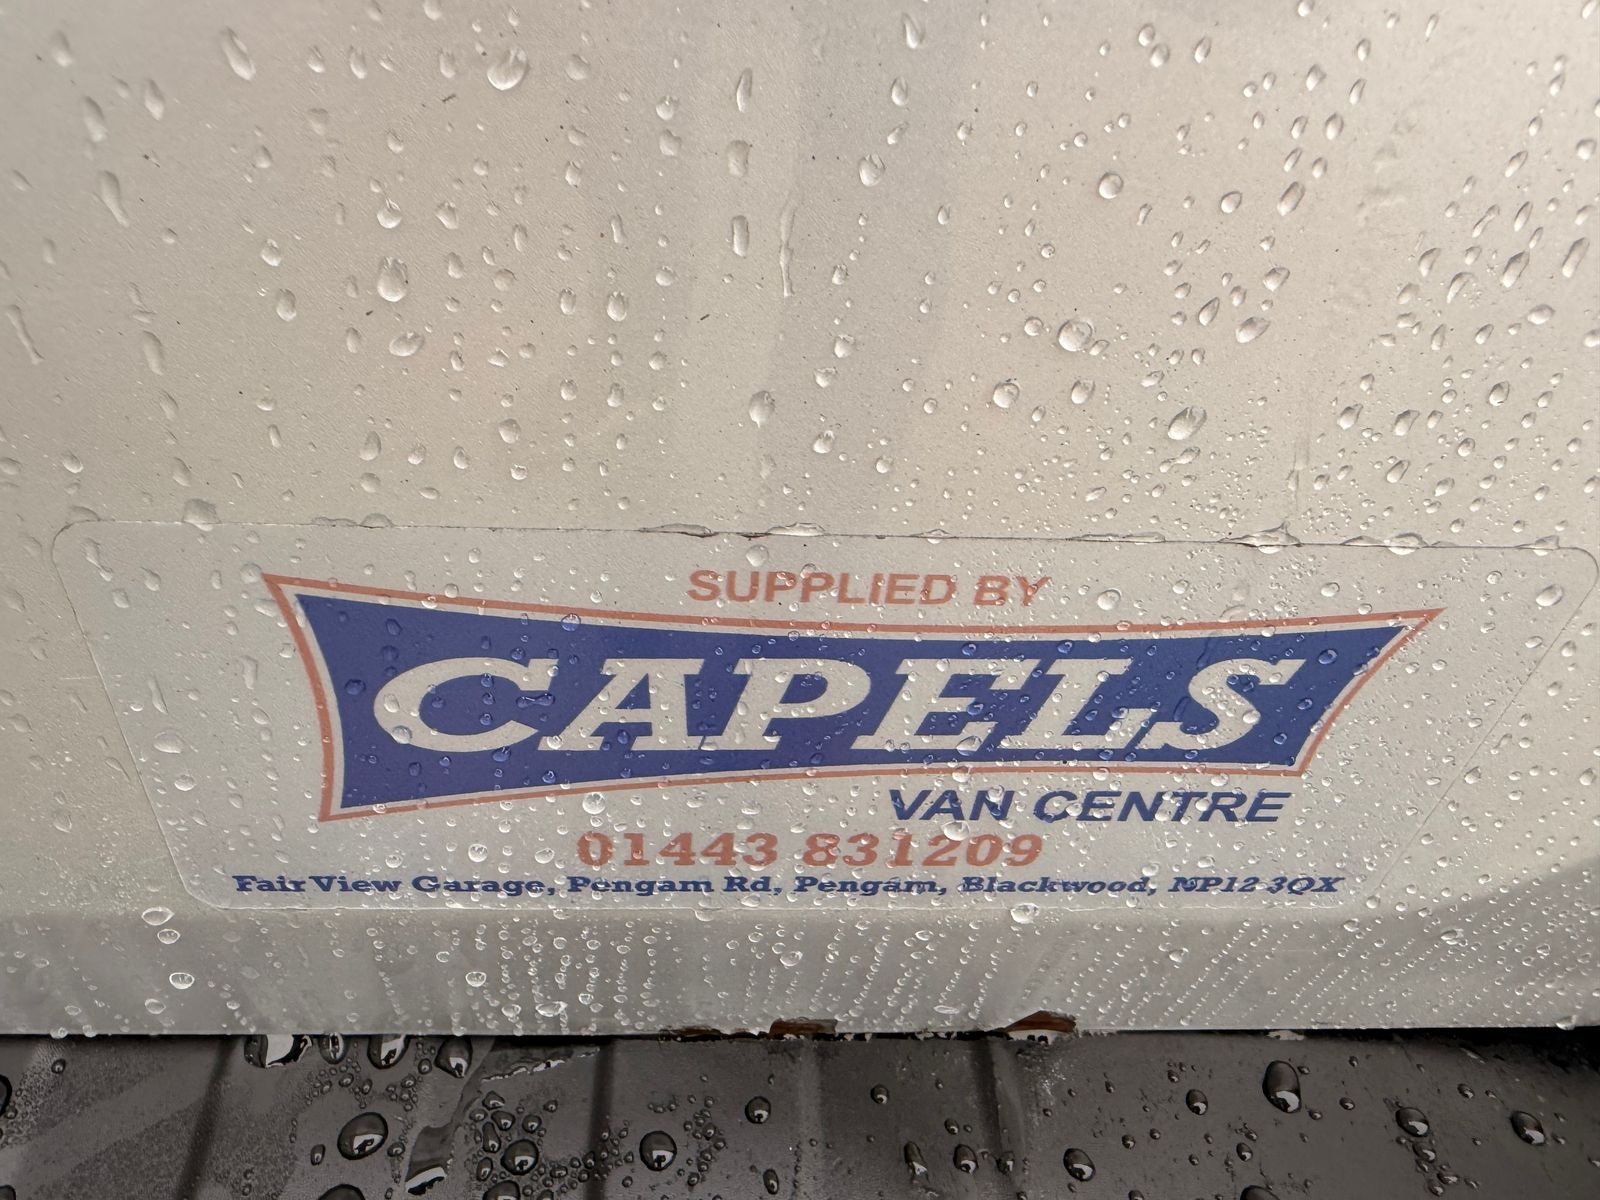 SUPPLIED BY
CAPELS
VAN CENTRE
01443 831209
Fair View Garage, Pengam Rd, Pengam, Blackwood, NP12 3QX